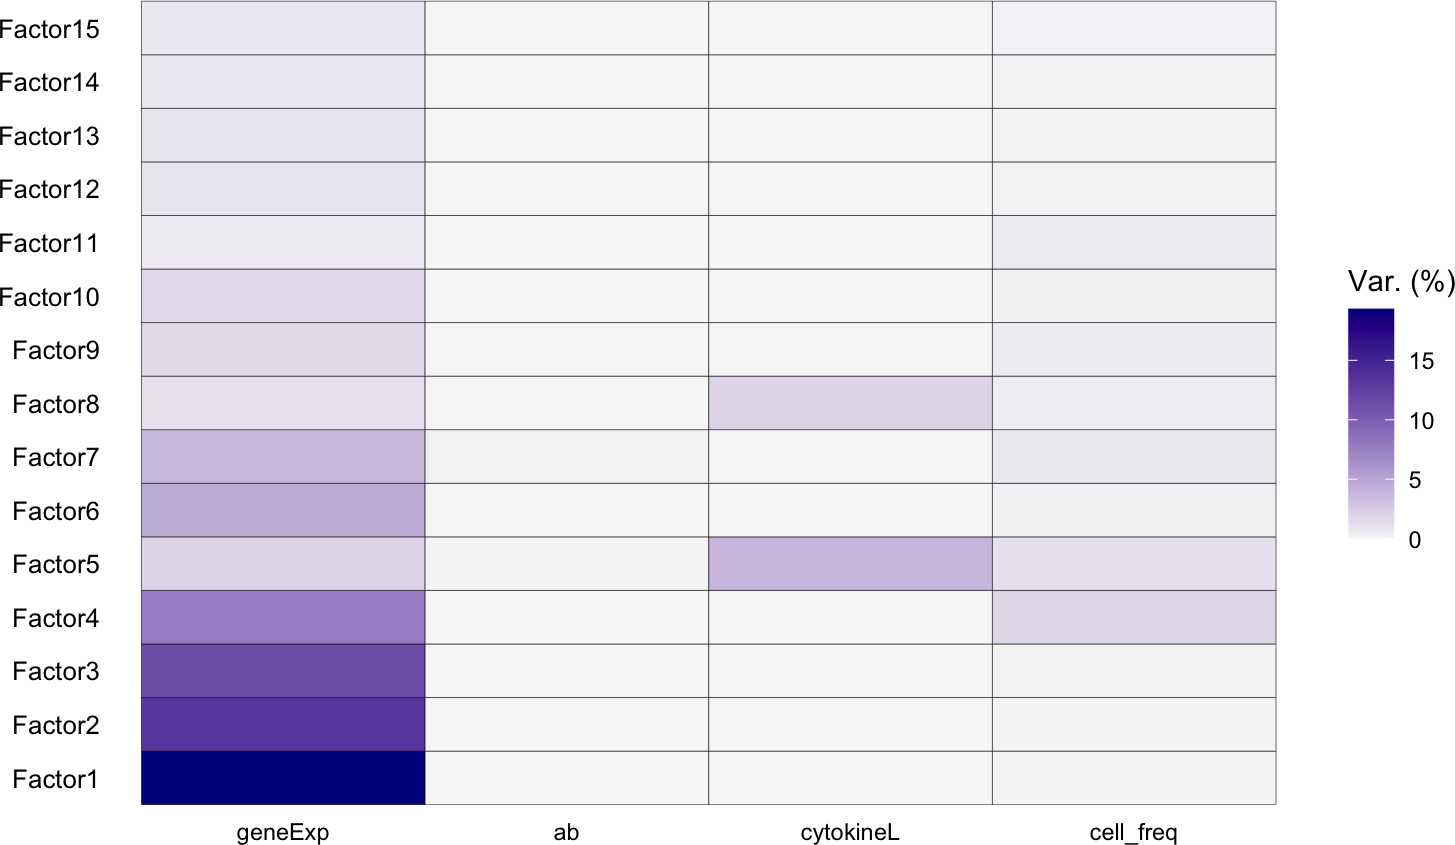 Factor15
Factor14
Factor13
Factor12
Factor11
Factor10
Factor9
Factor8
Factor7
Factor6
Factor5
Factor4
Factor3
Factor2
Factor1
geneExp ab cytokineL cell_freq
Var. (%)
15
10
5
0